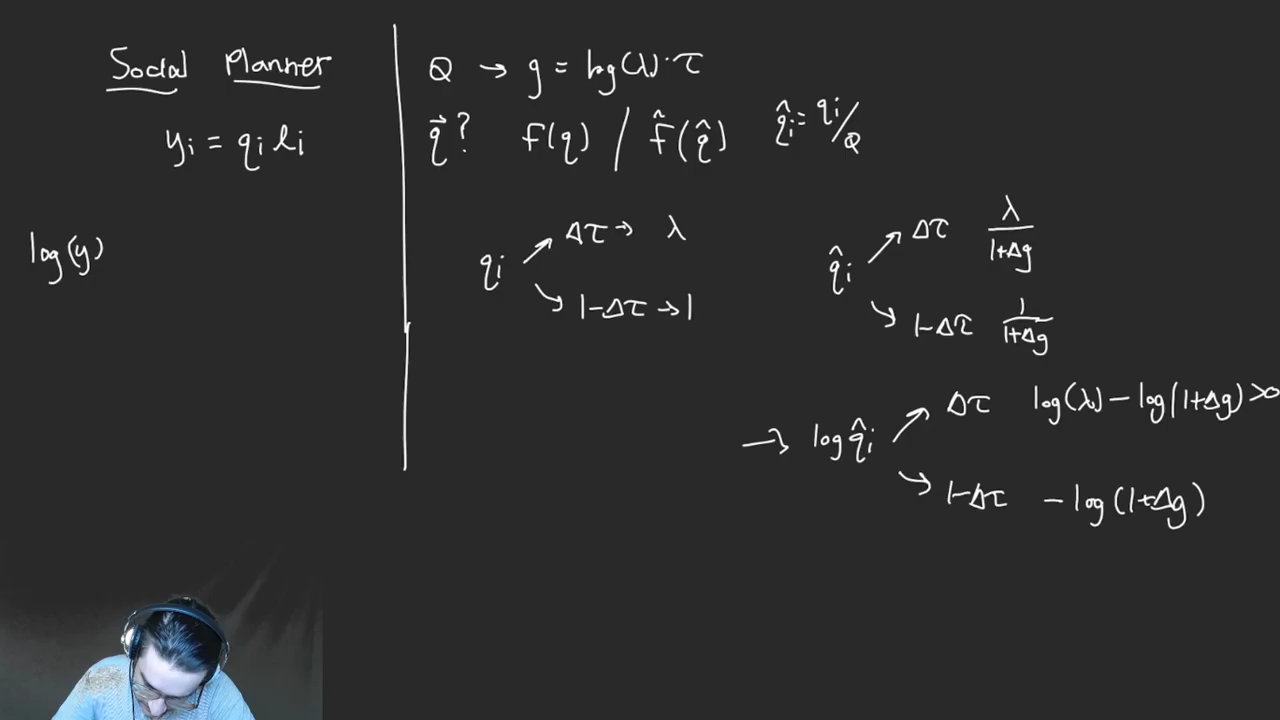 Social Planner
yᵢ = qᵢ ℓᵢ
log(y)
Q → g = log(λ)·τ
q⃗? F(q) / F̂(q̂) q̂ᵢ = qᵢ/Q
qᵢ
Δτ → λ
1-Δτ → 1
q̂ᵢ
Δτ λ/(1+Δg)
1-Δτ 1/(1+Δg)
→ log q̂ᵢ
Δτ log(λ) - log(1+Δg) >0
1-Δτ - log(1+Δg)